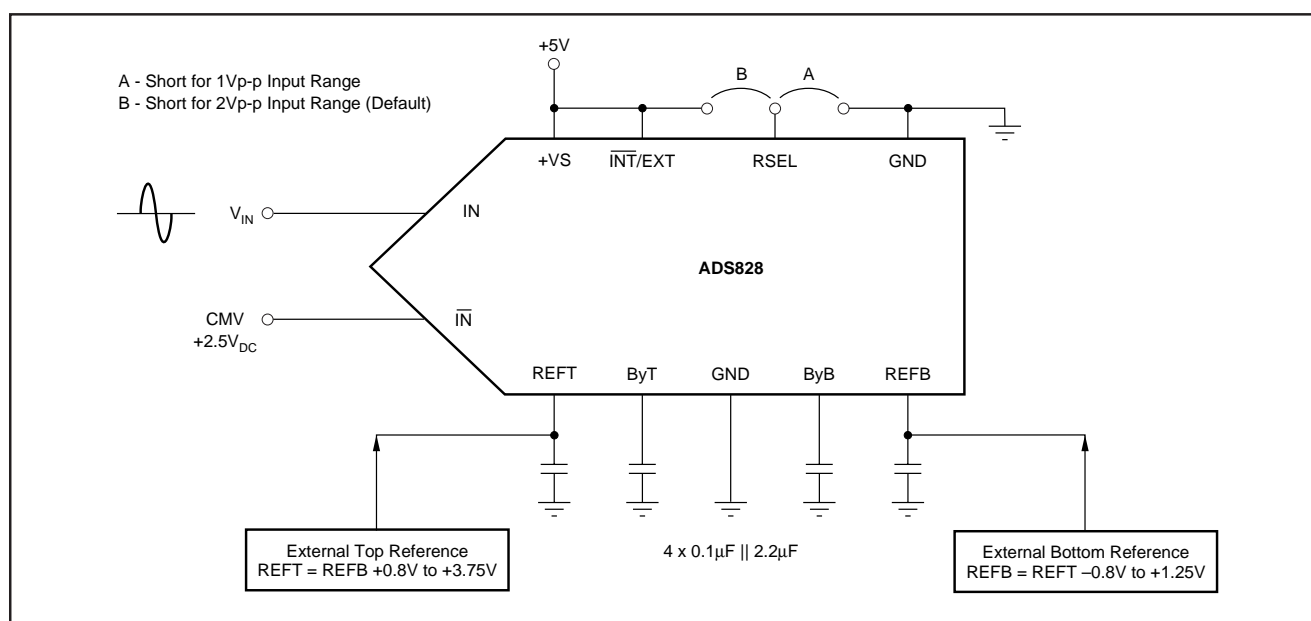 +5V
A - Short for 1Vp-p Input Range
B - Short for 2Vp-p Input Range (Default)
B
A
+VS
INT/EXT
RSEL
GND
VIN
IN
ADS828
CMV
+2.5VDC
IN
REFT
ByT
GND
ByB
REFB
External Top Reference
REFT = REFB +0.8V to +3.75V
4 x 0.1µF || 2.2µF
External Bottom Reference
REFB = REFT –0.8V to +1.25V